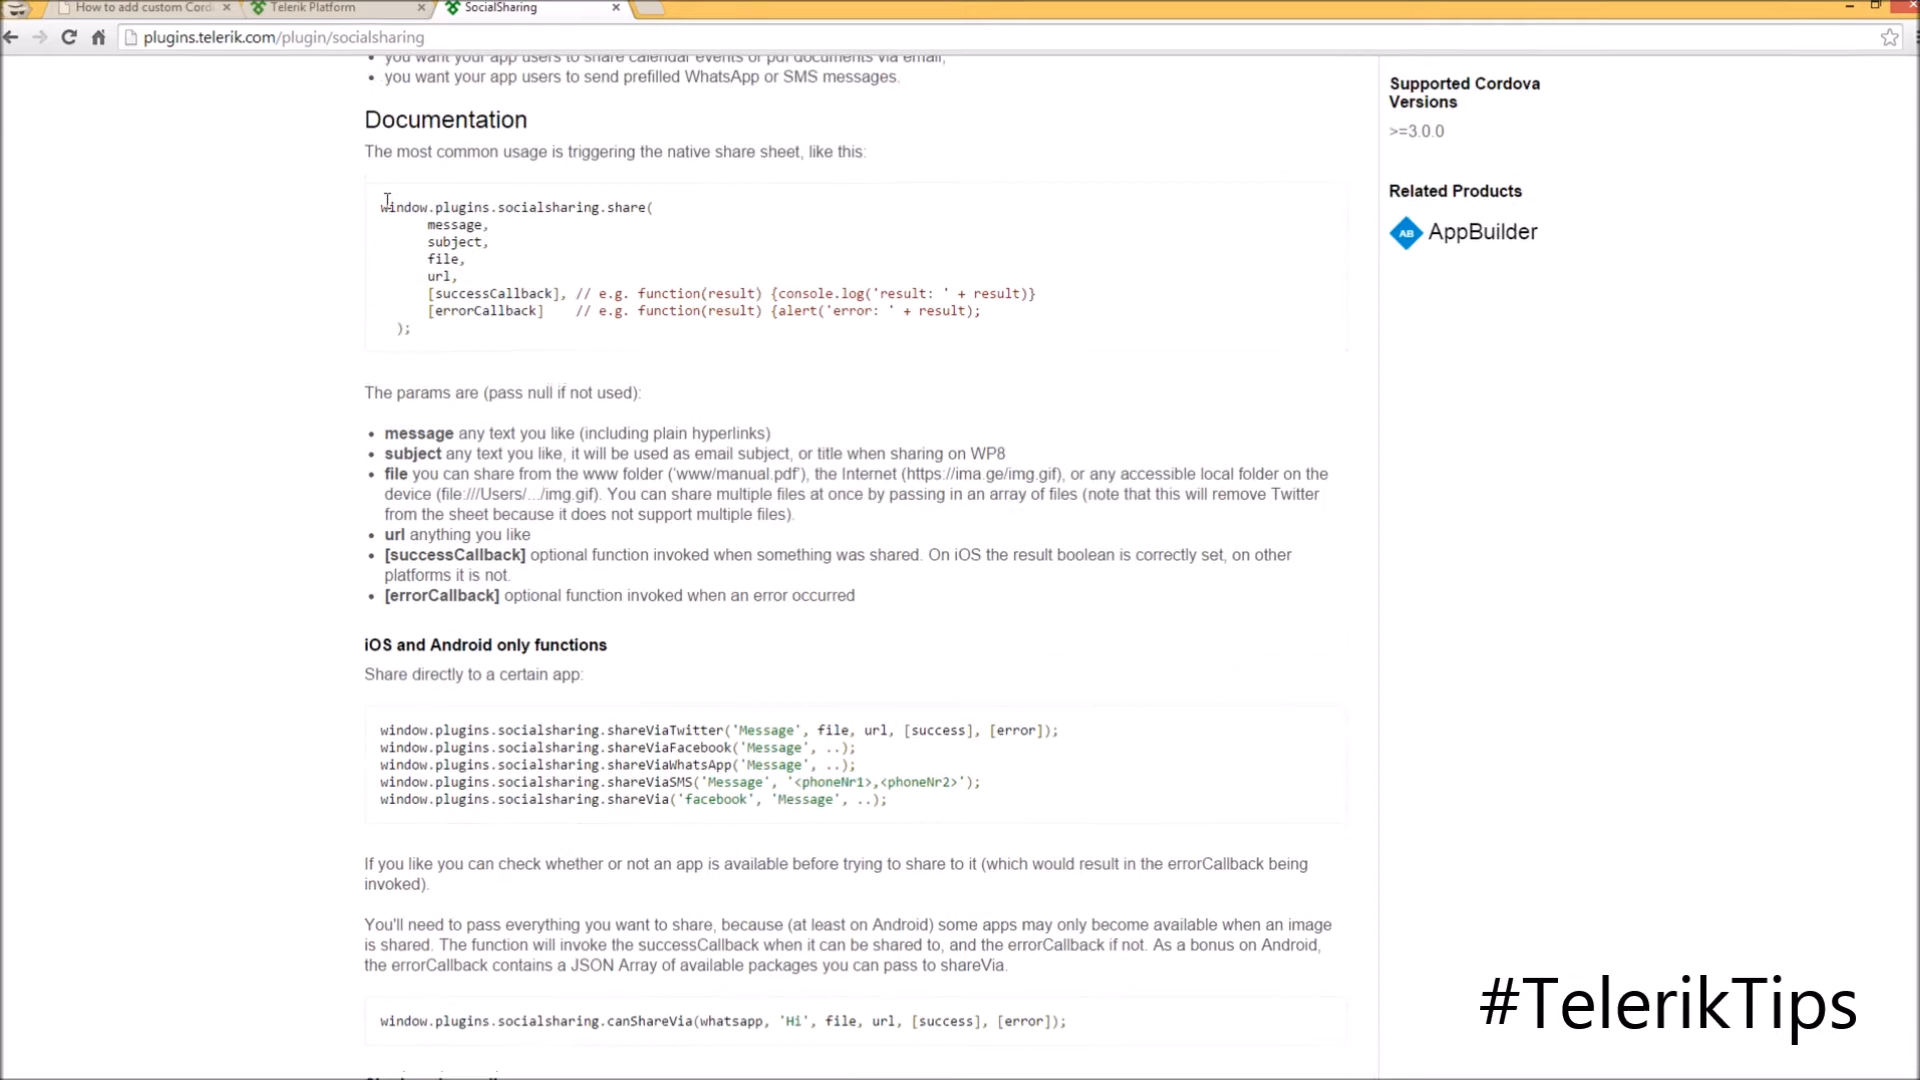 How to add custom Cord
Telerik Platform
SocialSharing
plugins.telerik.com/plugin/socialsharing
you want your app users to share calendar events or pdf documents via email,
you want your app users to send prefilled WhatsApp or SMS messages.
Documentation
The most common usage is triggering the native share sheet, like this:
window.plugins.socialsharing.share(
message,
subject,
file,
url,
[successCallback], // e.g. function(result) {console.log('result: ' + result)}
[errorCallback] // e.g. function(result) {alert('error: ' + result);
);
The params are (pass null if not used):
message any text you like (including plain hyperlinks)
subject any text you like, it will be used as email subject, or title when sharing on WP8
file you can share from the www folder ('www/manual.pdf'), the Internet (https://ima.ge/img.gif), or any accessible local folder on the
device (file:///Users/.../img.gif). You can share multiple files at once by passing in an array of files (note that this will remove Twitter
from the sheet because it does not support multiple files).
url anything you like
[successCallback] optional function invoked when something was shared. On iOS the result boolean is correctly set, on other
platforms it is not.
[errorCallback] optional function invoked when an error occurred
iOS and Android only functions
Share directly to a certain app:
window.plugins.socialsharing.shareViaTwitter('Message', file, url, [success], [error]);
window.plugins.socialsharing.shareViaFacebook('Message', ..);
window.plugins.socialsharing.shareViaWhatsApp('Message', ..);
window.plugins.socialsharing.shareViaSMS('Message', '<phoneNr1>,<phoneNr2>');
window.plugins.socialsharing.shareVia('facebook', 'Message', ..);
If you like you can check whether or not an app is available before trying to share to it (which would result in the errorCallback being
invoked).
You'll need to pass everything you want to share, because (at least on Android) some apps may only become available when an image
is shared. The function will invoke the successCallback when it can be shared to, and the errorCallback if not. As a bonus on Android,
the errorCallback contains a JSON Array of available packages you can pass to shareVia.
window.plugins.socialsharing.canShareVia(whatsapp, 'Hi', file, url, [success], [error]);
Supported Cordova
Versions
>=3.0.0
Related Products
AB AppBuilder
#TelerikTips